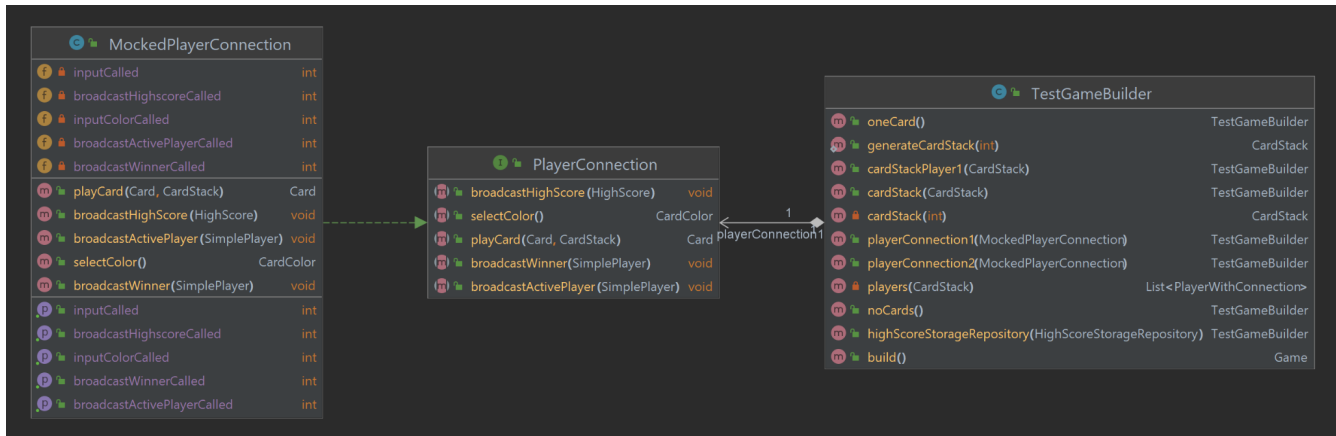 MockedPlayerConnection
inputCalled int
broadcastHighscoreCalled int
inputColorCalled int
broadcastActivePlayerCalled int
broadcastWinnerCalled int
playCard(Card, CardStack) Card
broadcastHighScore(HighScore) void
broadcastActivePlayer(SimplePlayer) void
selectColor() CardColor
broadcastWinner(SimplePlayer) void
inputCalled int
broadcastHighscoreCalled int
inputColorCalled int
broadcastWinnerCalled int
broadcastActivePlayerCalled int
PlayerConnection
broadcastHighScore(HighScore) void
selectColor() CardColor
playCard(Card, CardStack) Card
broadcastWinner(SimplePlayer) void
broadcastActivePlayer(SimplePlayer) void
1
playerConnection1
TestGameBuilder
oneCard() TestGameBuilder
generateCardStack(int) CardStack
cardStackPlayer1(CardStack) TestGameBuilder
cardStack(CardStack) TestGameBuilder
cardStack(int) CardStack
playerConnection1(MockedPlayerConnection) TestGameBuilder
playerConnection2(MockedPlayerConnection) TestGameBuilder
players(CardStack) List<PlayerWithConnection>
noCards() TestGameBuilder
highScoreStorageRepository(HighScoreStorageRepository) TestGameBuilder
build() Game